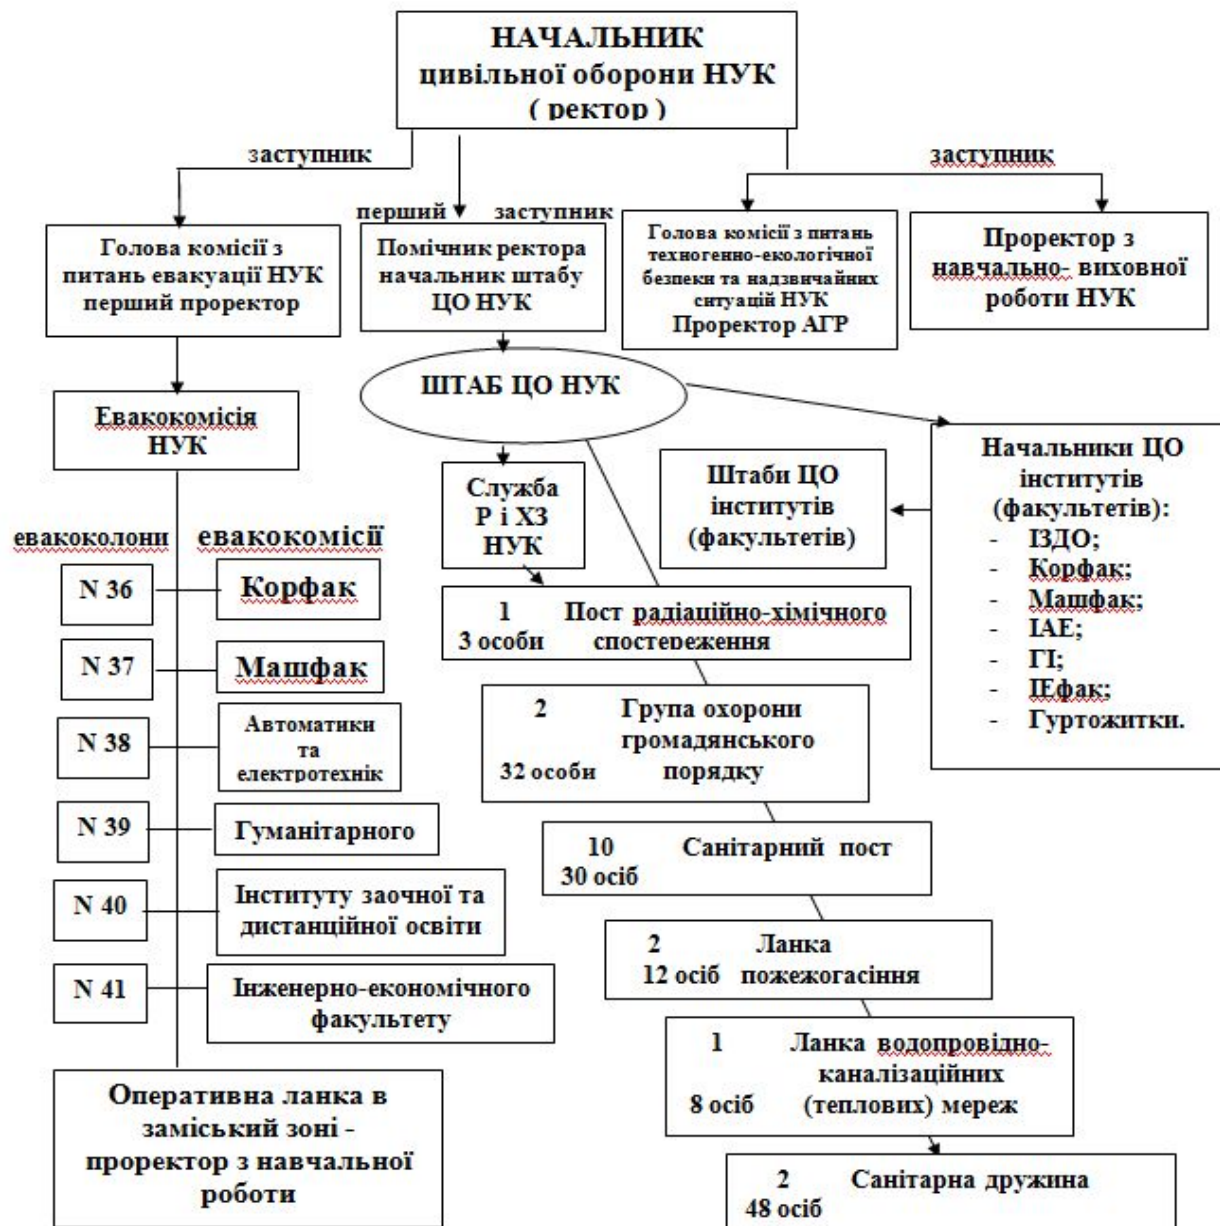 НАЧАЛЬНИК
цивільної оборони НУК
( ректор )
заступник
заступник
перший заступник
Голова комісії з
питань евакуації НУК
перший проректор
Помічник ректора
начальник штабу
ЦО НУК
Голова комісії з питань
техногенно-екологічної
безпеки та надзвичайних
ситуацій НУК
Проректор АГР
Проректор з
навчально- виховної
роботи НУК
ШТАБ ЦО НУК
Евакокомісія
НУК
Служба
Р і ХЗ
НУК
Штаби ЦО
інститутів
(факультетів)
Начальники ЦО
інститутів
(факультетів):
- ІЗДО;
- Корфак;
- Машфак;
- ІАЕ;
- ГІ;
- ІЕфак;
- Гуртожитки.
евакоколони
евакокомісії
N 36
Корфак
N 37
Машфак
N 38
Автоматики
та
електротехнік
N 39
Гуманітарного
N 40
Інституту заочної та
дистанційної освіти
N 41
Інженерно-економічного
факультету
Оперативна ланка в
заміський зоні -
проректор з навчальної
роботи
1 Пост радіаційно-хімічного
3 особи спостереження
2 Група охорони
громадянського
32 особи порядку
10 Санітарний пост
30 осіб
2 Ланка
12 осіб пожежогасіння
1 Ланка водопровідно-
каналізаційних
8 осіб (теплових) мереж
2 Санітарна дружина
48 осіб